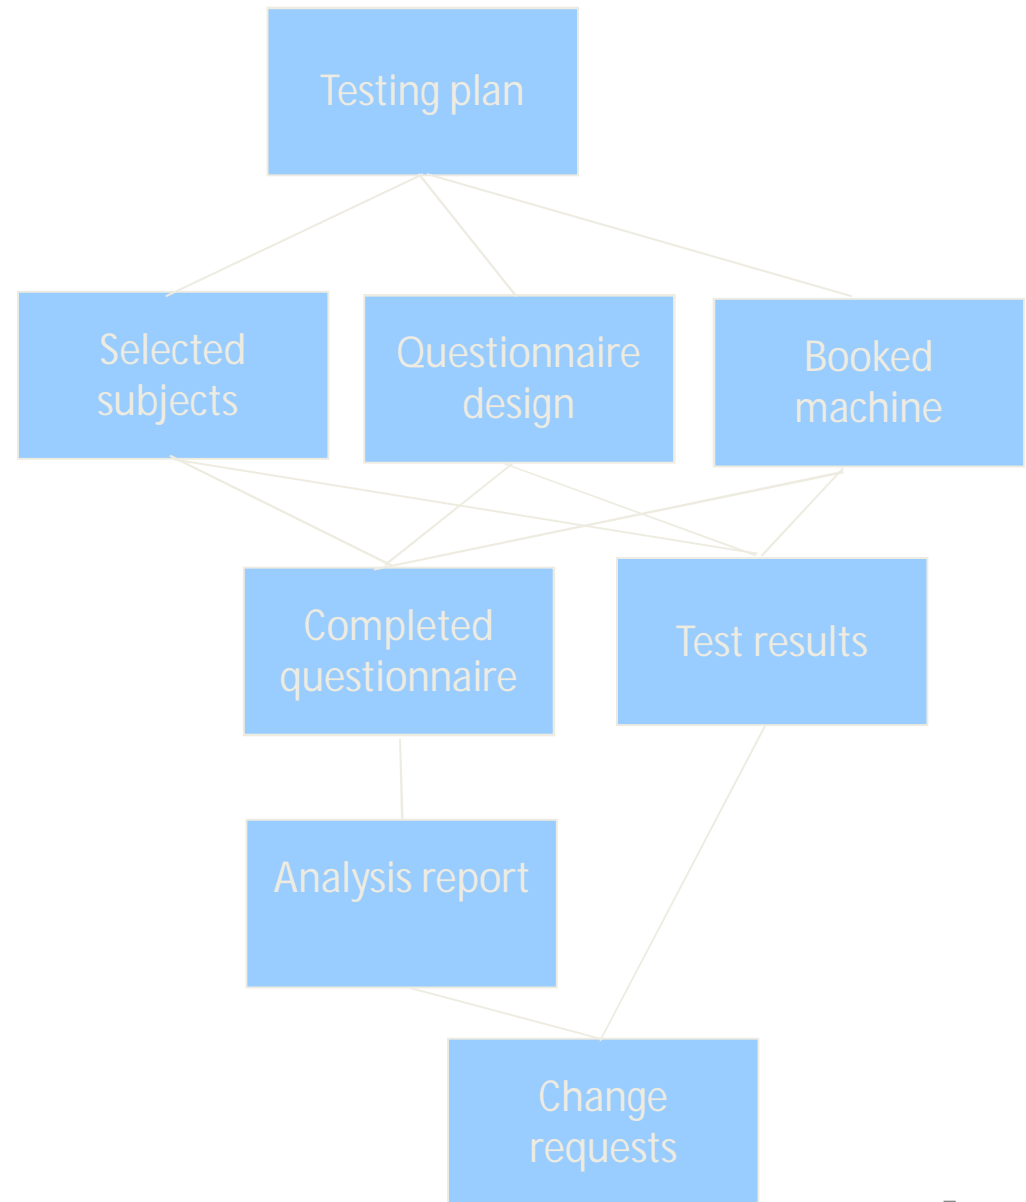 Testing plan
Selected
subjects
Questionnaire
design
Booked
machine
Completed
questionnaire
Test results
Analysis report
Change
requests